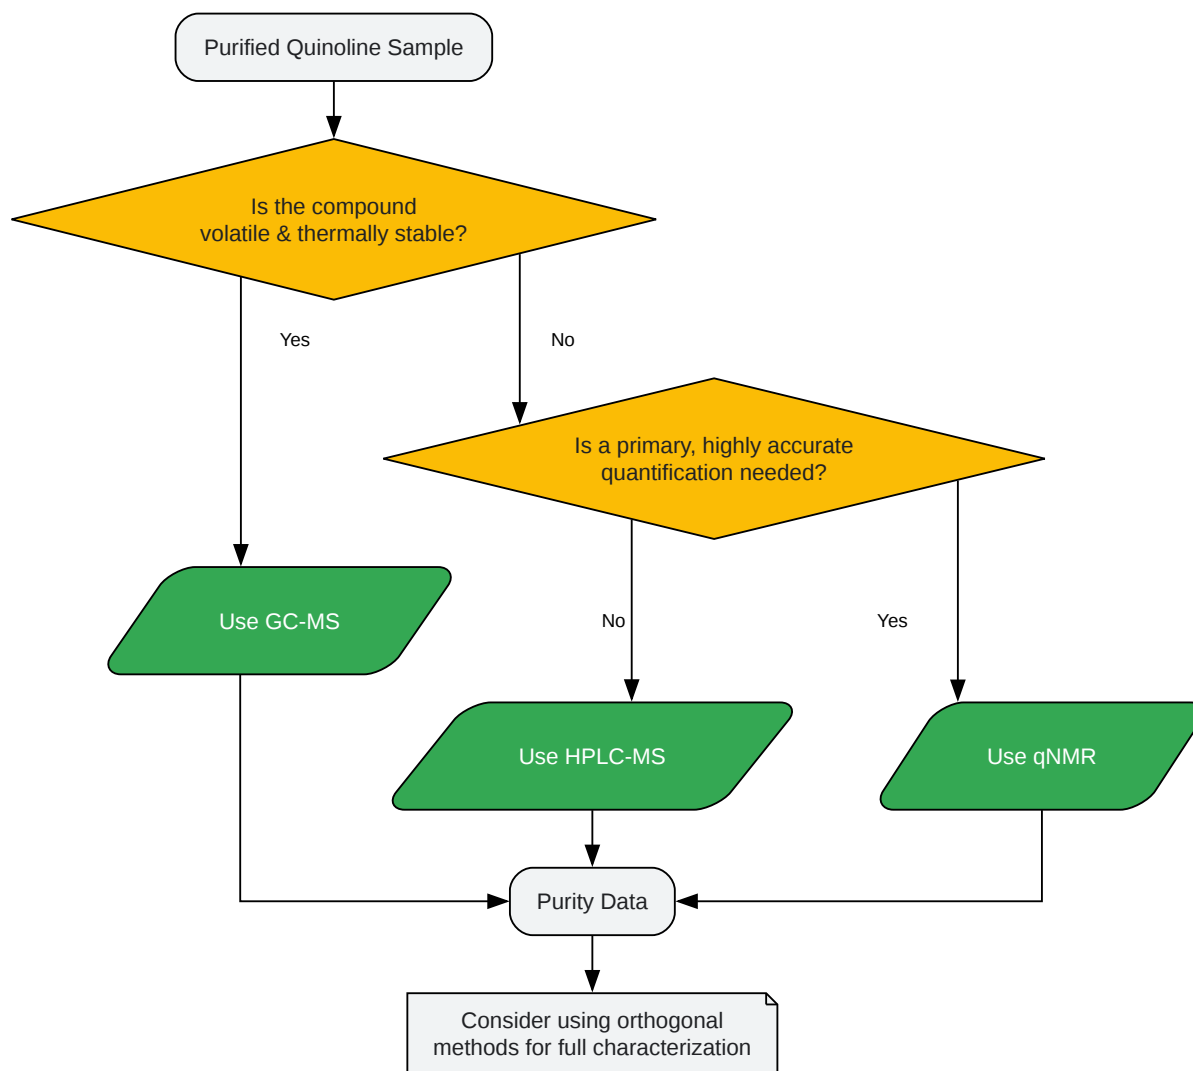 Purified Quinoline Sample
Is the compound
volatile & thermally stable?
Yes
No
Is a primary, highly accurate
quantification needed?
Use GC-MS
No
Yes
Use HPLC-MS
Use qNMR
Purity Data
Consider using orthogonal
methods for full characterization